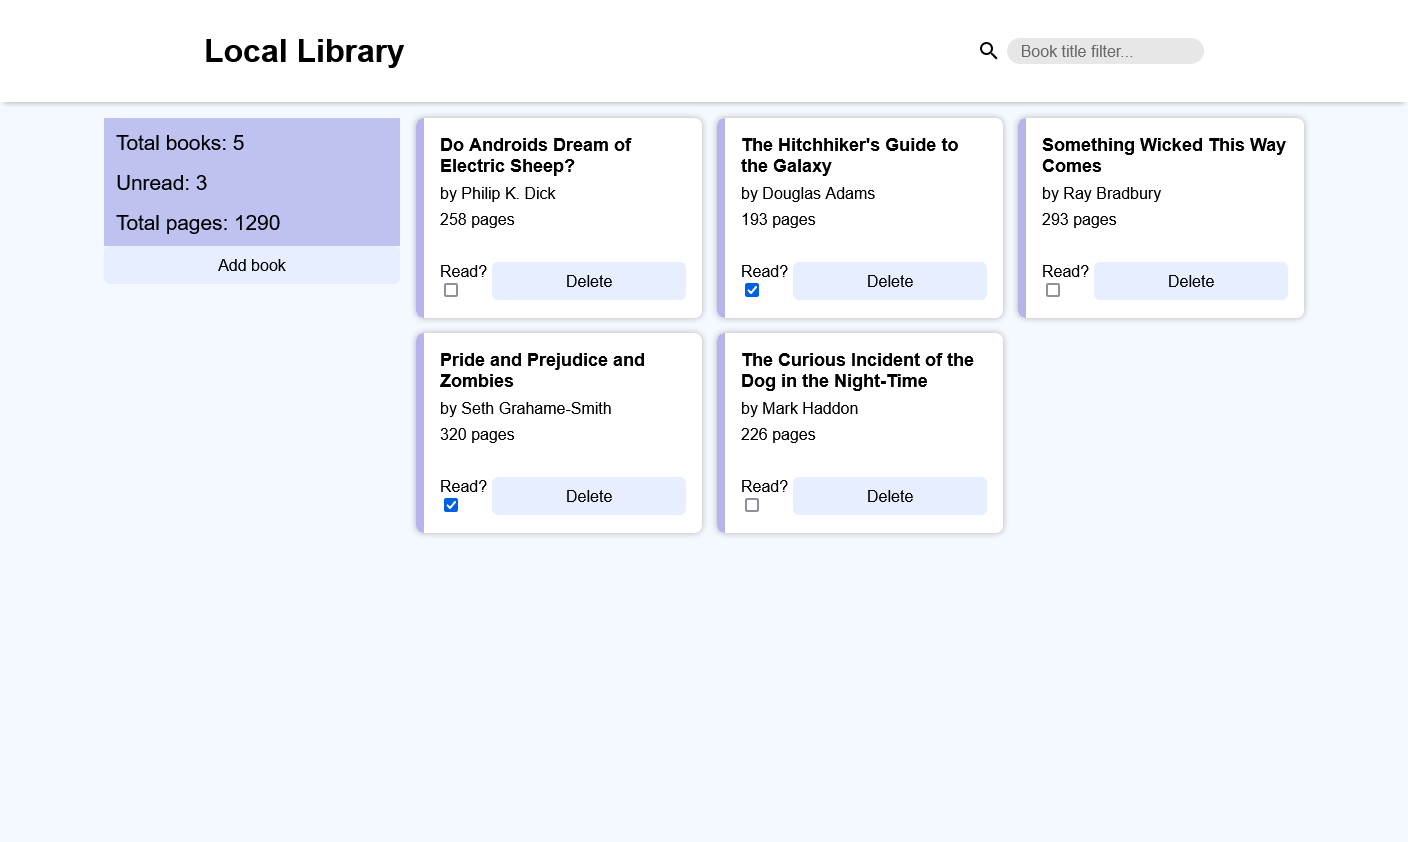 Local Library
Book title filter...
Total books: 5
Unread: 3
Total pages: 1290
Add book
Do Androids Dream of
Electric Sheep?
by Philip K. Dick
258 pages
Read?
Delete
The Hitchhiker's Guide to
the Galaxy
by Douglas Adams
193 pages
Read?
Delete
Something Wicked This Way
Comes
by Ray Bradbury
293 pages
Read?
Delete
Pride and Prejudice and
Zombies
by Seth Grahame-Smith
320 pages
Read?
Delete
The Curious Incident of the
Dog in the Night-Time
by Mark Haddon
226 pages
Read?
Delete